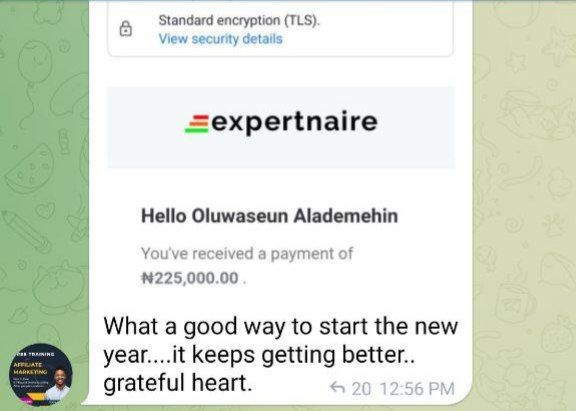 Standard encryption (TLS).
View security details
expertnaire
Hello Oluwaseun Alademehin
You've received a payment of
₦225,000.00 .
What a good way to start the new
year....it keeps getting better..
grateful heart.
20 12:56 PM
TRAINING
AFFILIATE
MARKETING